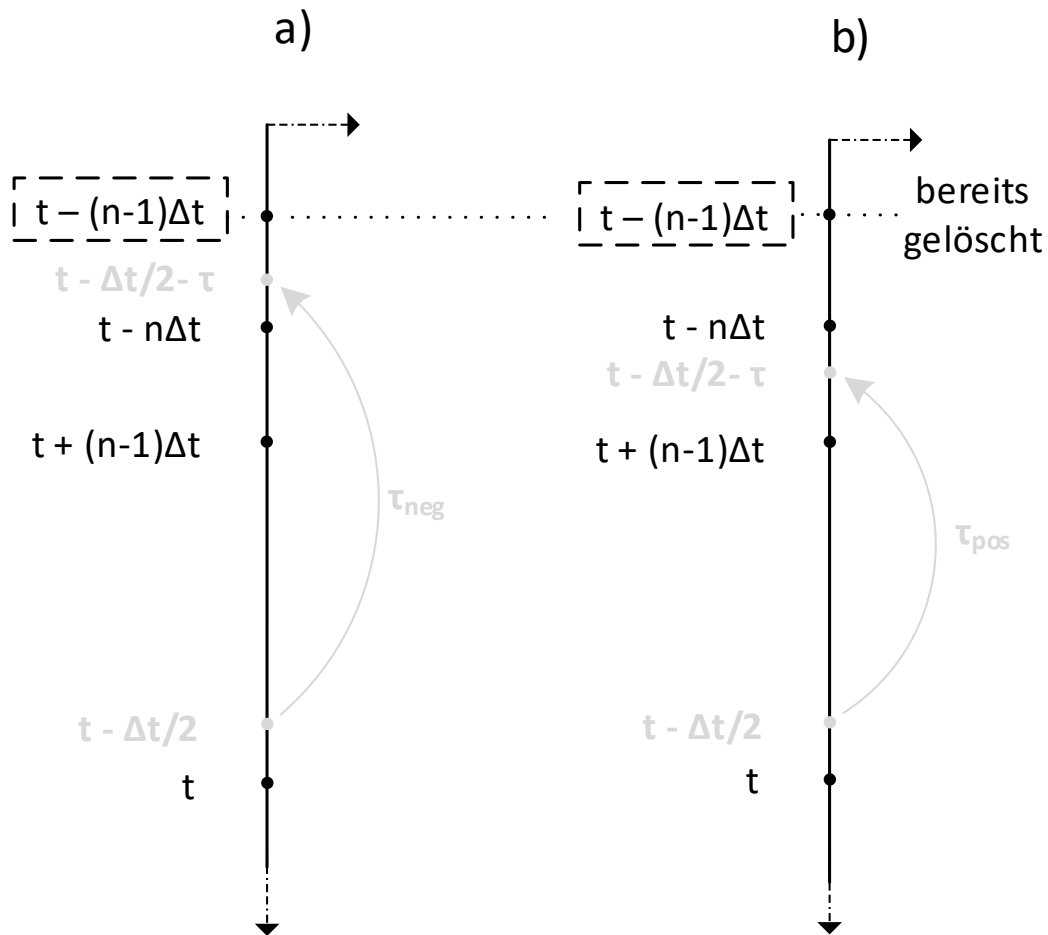 a)
t – (n-1)Δt
t - Δt/2- τ
t - nΔt
t + (n-1)Δt
τneg
t - Δt/2
t
b)
t – (n-1)Δt
bereits
gelöscht
t - nΔt
t - Δt/2- τ
t + (n-1)Δt
τpos
t - Δt/2
t